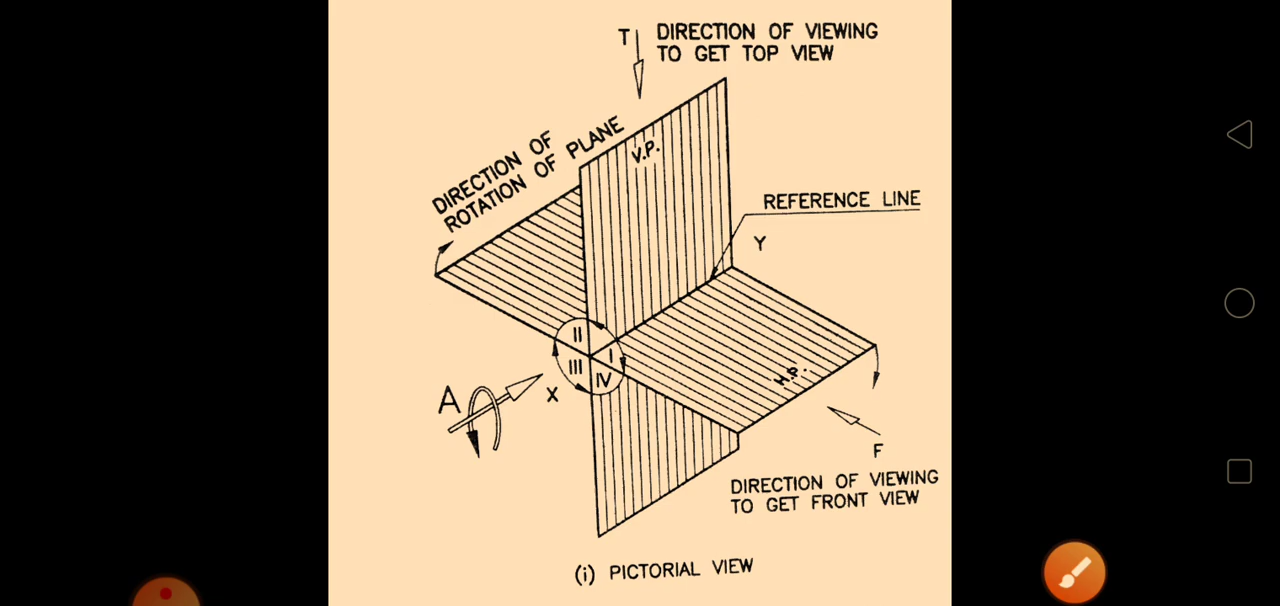 T
DIRECTION OF VIEWING
TO GET TOP VIEW
DIRECTION OF
ROTATION OF PLANE
V.P.
REFERENCE LINE
Y
II
I
III
IV
H.P.
A
X
F
DIRECTION OF VIEWING
TO GET FRONT VIEW
(i) PICTORIAL VIEW